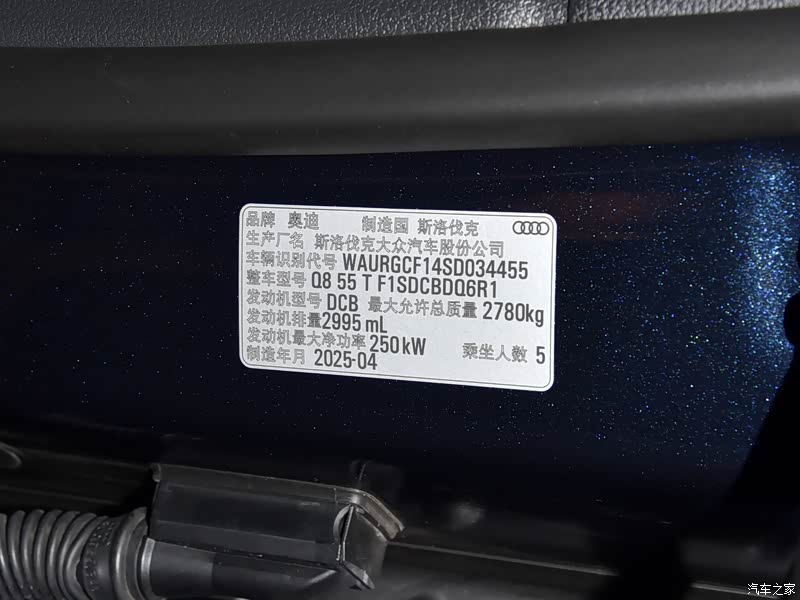 品牌 奥迪 制造国 斯洛伐克
生产厂名 斯洛伐克大众汽车股份公司
车辆识别代号 WAURGCF14SD034455
整车型号 Q8 55 T F1SDCBDQ6R1
发动机型号 DCB 最大允许总质量 2780kg
发动机排量 2995 mL
发动机最大净功率 250 kW 乘坐人数 5
制造年月 2025-04
汽车之家